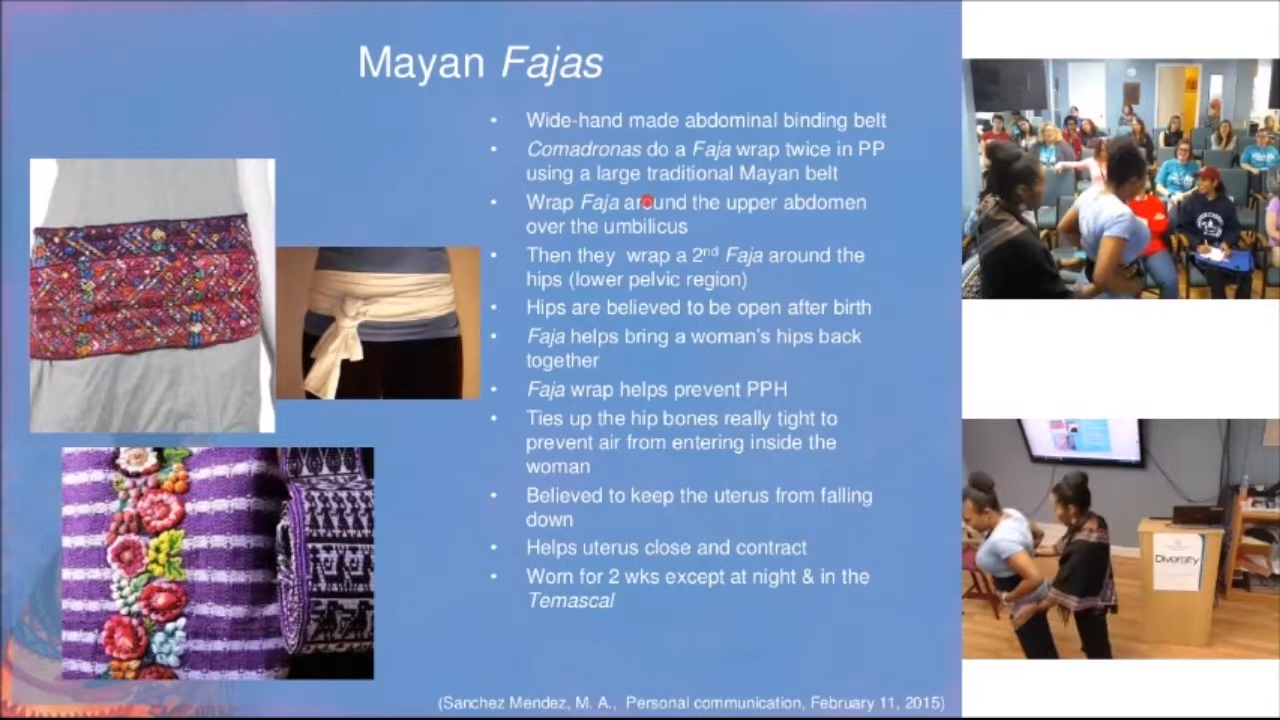 Mayan Fajas
• Wide-hand made abdominal binding belt
• Comadronas do a Faja wrap twice in PP
using a large traditional Mayan belt
• Wrap Faja around the upper abdomen
over the umbilicus
• Then they wrap a 2nd Faja around the
hips (lower pelvic region)
• Hips are believed to be open after birth
• Faja helps bring a woman's hips back
together
• Faja wrap helps prevent PPH
• Ties up the hip bones really tight to
prevent air from entering inside the
woman
• Believed to keep the uterus from falling
down
• Helps uterus close and contract
• Worn for 2 wks except at night & in the
Temascal
(Sanchez Mendez, M. A., Personal communication, February 11, 2015)
Diversity